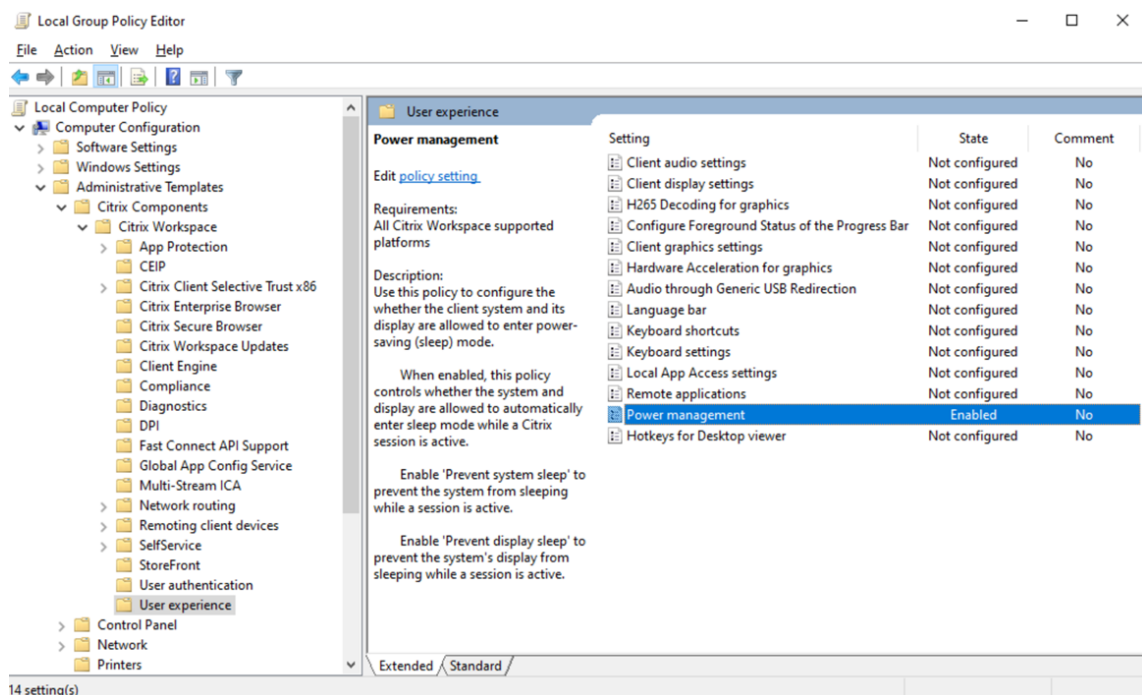 Local Group Policy Editor
File Action View Help
Local Computer Policy
Computer Configuration
Software Settings
Windows Settings
Administrative Templates
Citrix Components
Citrix Workspace
App Protection
CEIP
Citrix Client Selective Trust x86
Citrix Enterprise Browser
Citrix Secure Browser
Citrix Workspace Updates
Client Engine
Compliance
Diagnostics
DPI
Fast Connect API Support
Global App Config Service
Multi-Stream ICA
Network routing
Remoting client devices
SelfService
StoreFront
User authentication
User experience
Control Panel
Network
Printers
User experience
Power management
Edit policy setting
Requirements:
All Citrix Workspace supported
platforms
Description:
Use this policy to configure the
whether the client system and its
display are allowed to enter power-
saving (sleep) mode.
When enabled, this policy
controls whether the system and
display are allowed to automatically
enter sleep mode while a Citrix
session is active.
Enable 'Prevent system sleep' to
prevent the system from sleeping
while a session is active.
Enable 'Prevent display sleep' to
prevent the system's display from
sleeping while a session is active.
Setting State Comment
Client audio settings Not configured No
Client display settings Not configured No
H265 Decoding for graphics Not configured No
Configure Foreground Status of the Progress Bar Not configured No
Client graphics settings Not configured No
Hardware Acceleration for graphics Not configured No
Audio through Generic USB Redirection Not configured No
Language bar Not configured No
Keyboard shortcuts Not configured No
Keyboard settings Not configured No
Local App Access settings Not configured No
Remote applications Not configured No
Power management Enabled No
Hotkeys for Desktop viewer Not configured No
Extended Standard
14 setting(s)